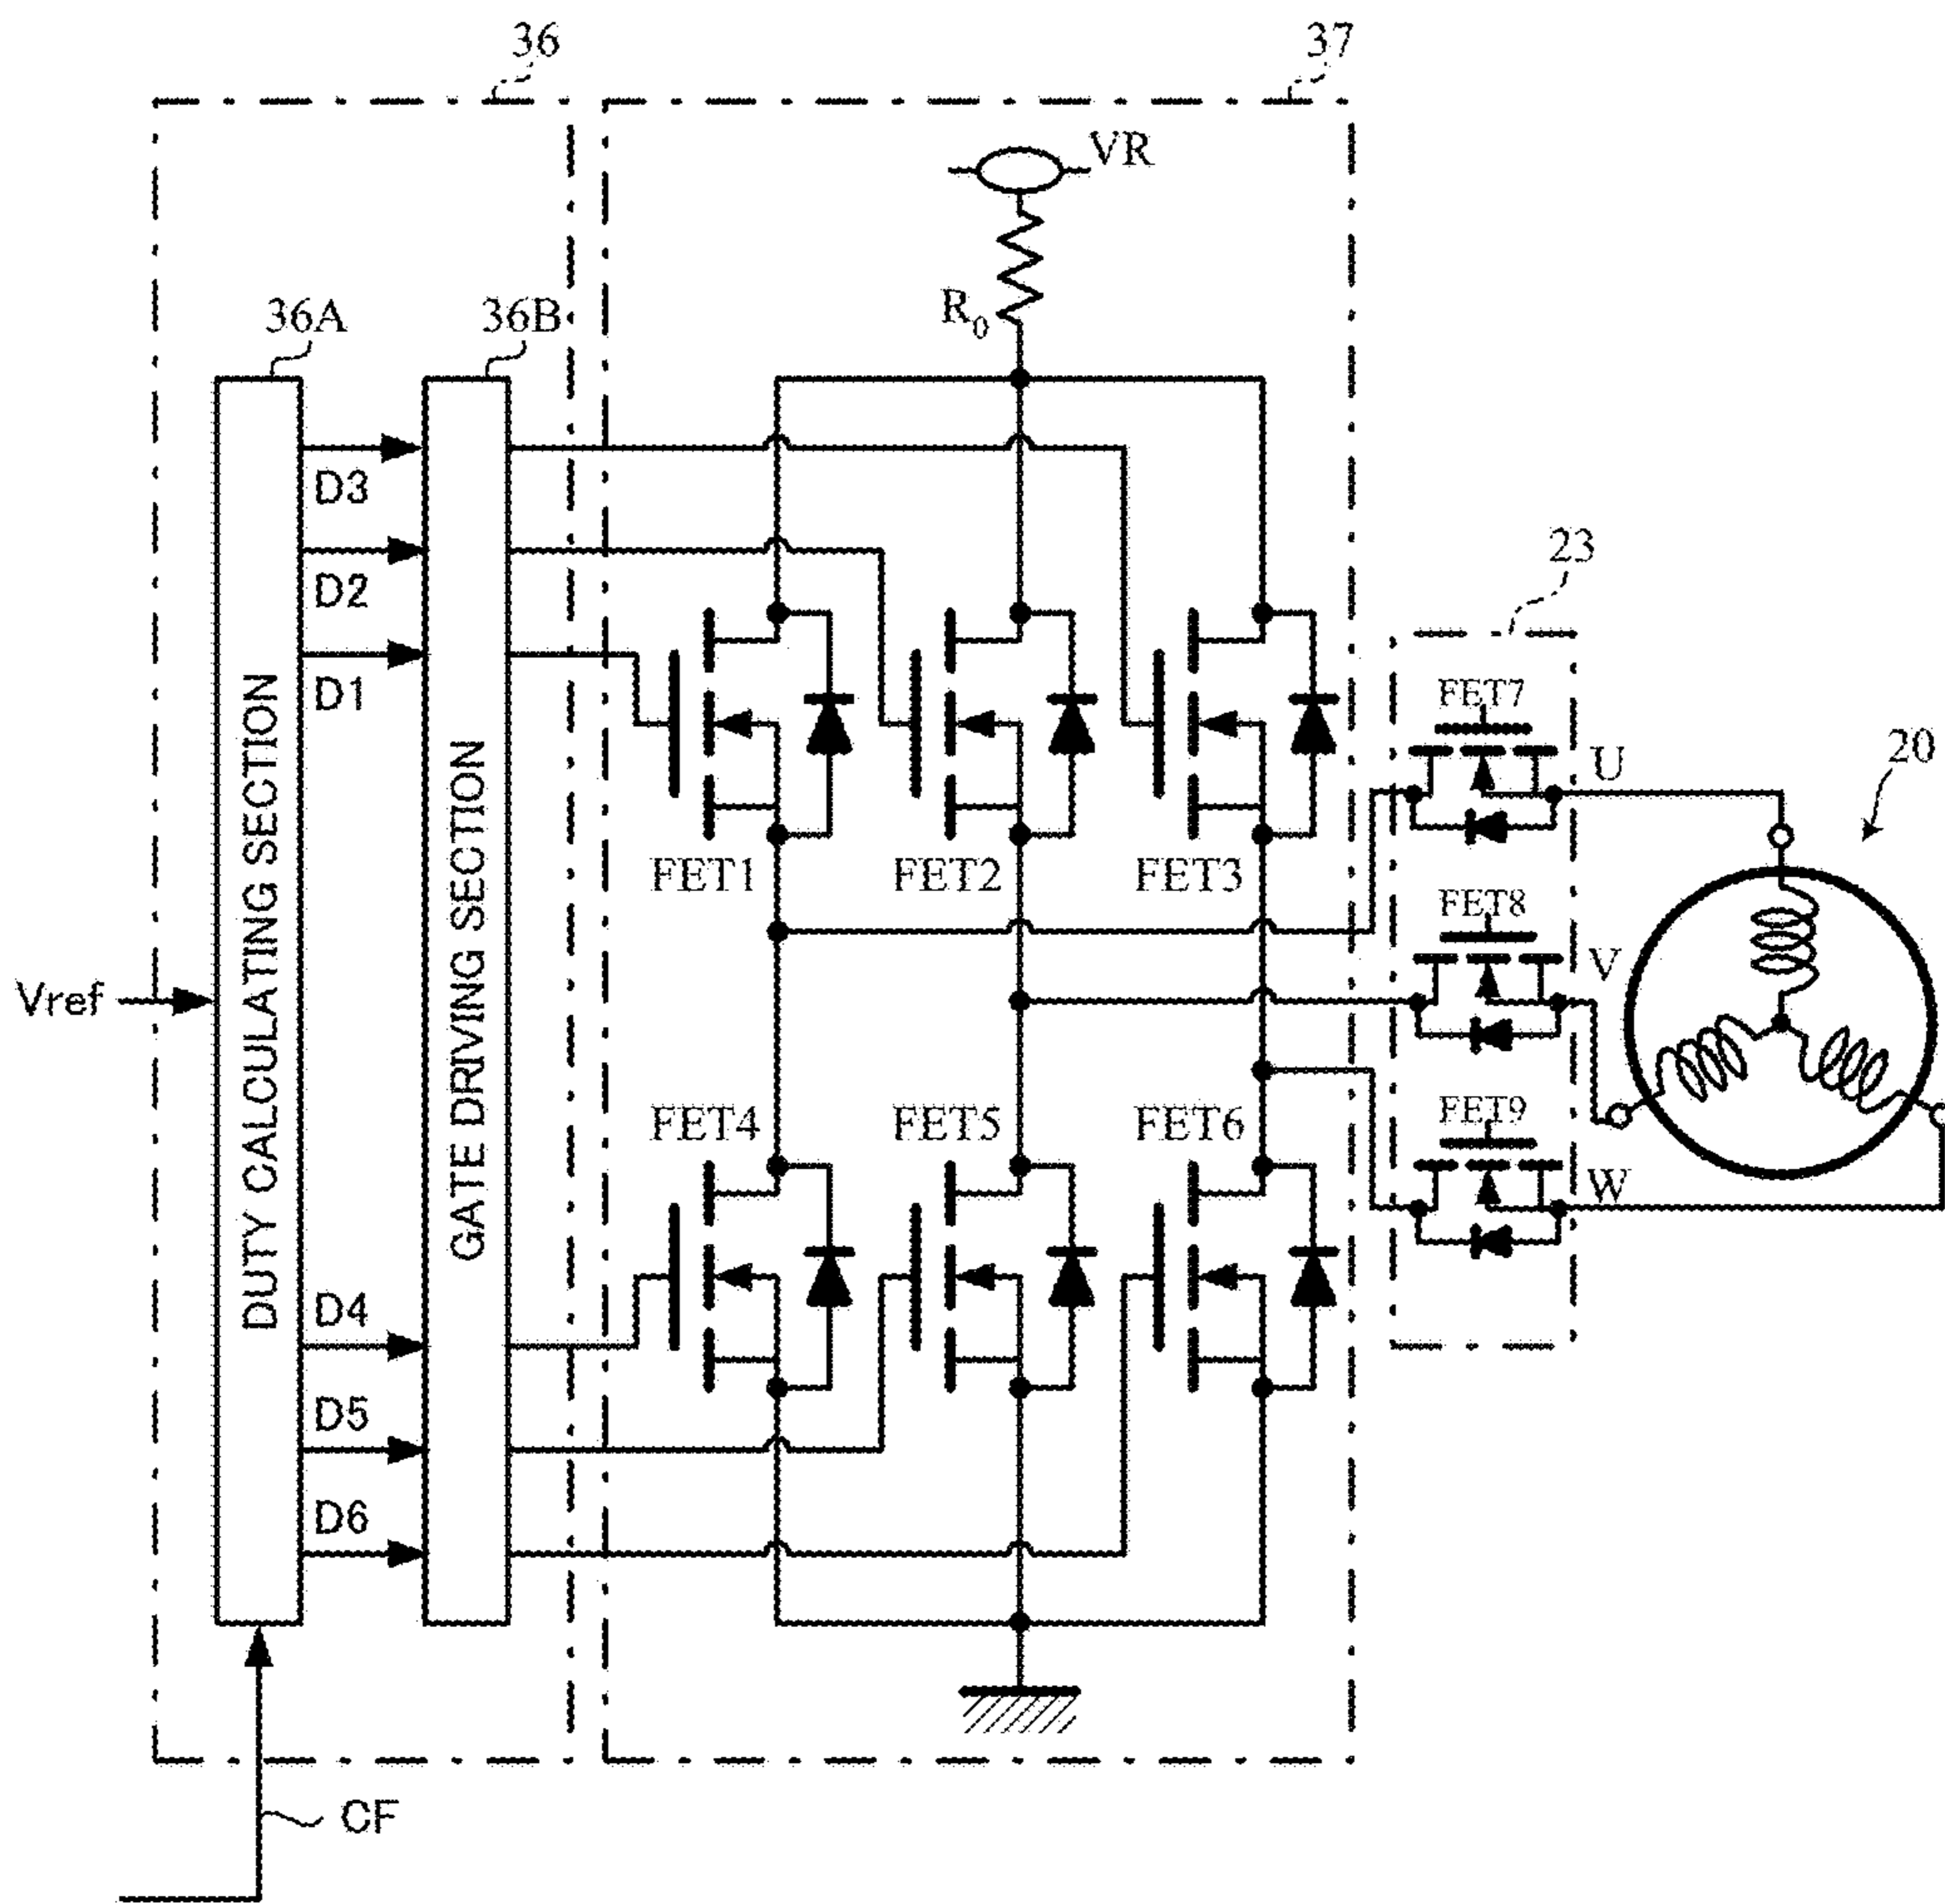 36
37
VR
R0
36A
36B
D3
D2
D1
23
FET7
U
20
FET1
FET2
FET3
FET8
V
Vref
DUTY CALCULATING SECTION
GATE DRIVING SECTION
FET4
FET5
FET6
FET9
W
D4
D5
D6
CF